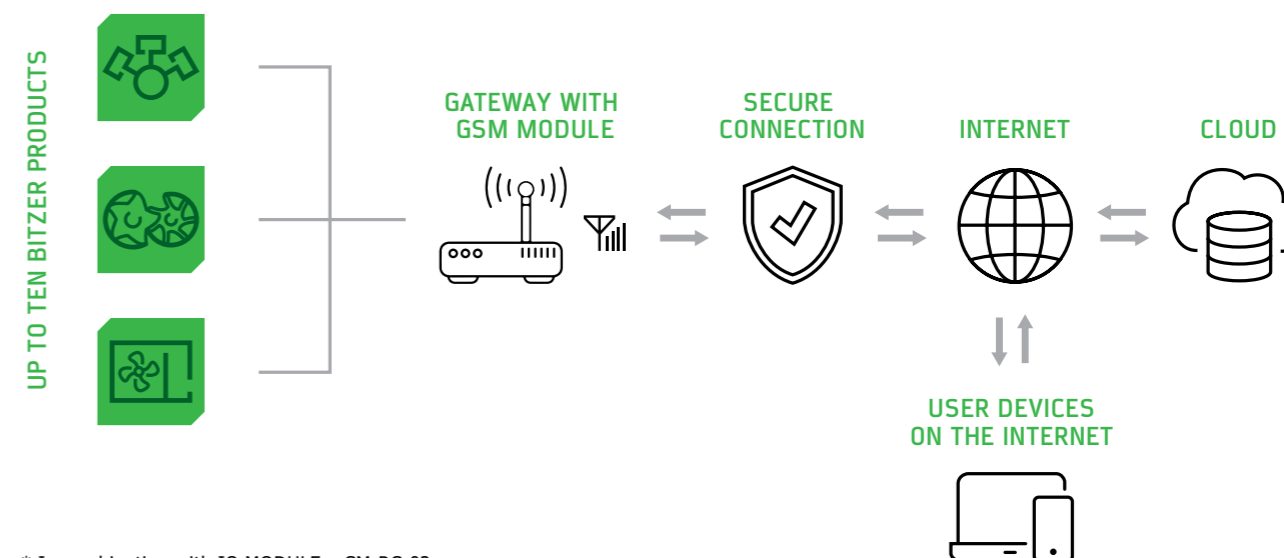 UP TO TEN BITZER PRODUCTS
GATEWAY WITH
GSM MODULE
SECURE
CONNECTION
INTERNET
CLOUD
USER DEVICES
ON THE INTERNET